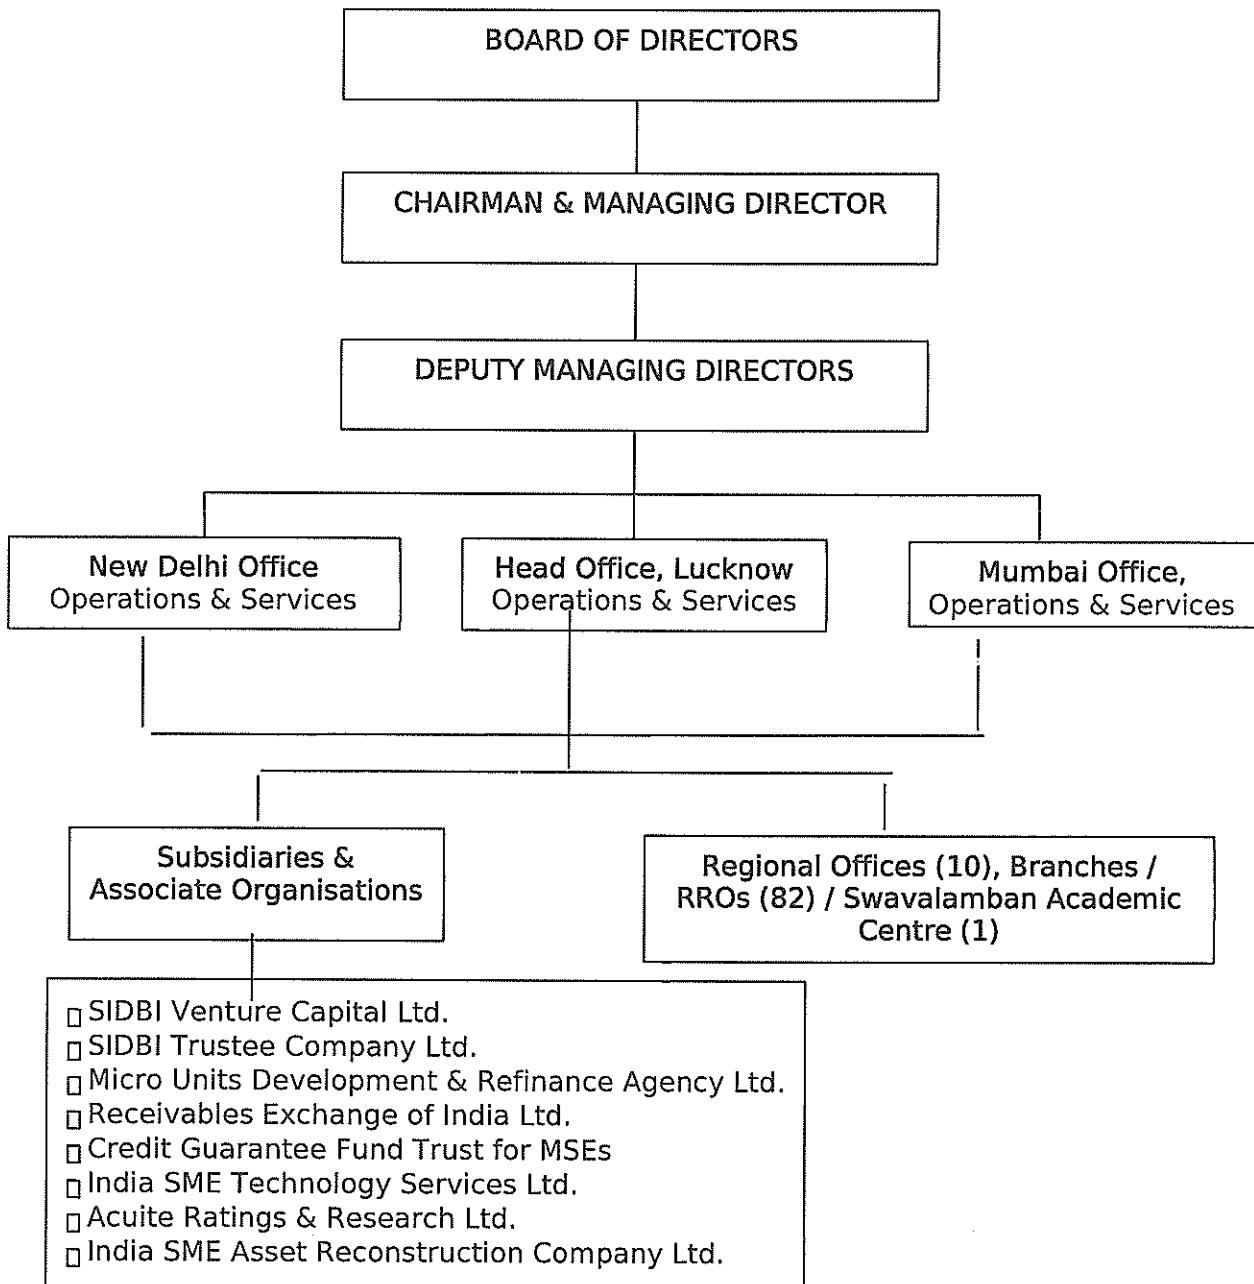 BOARD OF DIRECTORS
CHAIRMAN & MANAGING DIRECTOR
DEPUTY MANAGING DIRECTORS
New Delhi Office
Operations & Services
Head Office, Lucknow
Operations & Services
Mumbai Office,
Operations & Services
Subsidiaries &
Associate Organisations
Regional Offices (10), Branches /
RROs (82) / Swavalamban Academic
Centre (1)
SIDBI Venture Capital Ltd.
SIDBI Trustee Company Ltd.
Micro Units Development & Refinance Agency Ltd.
Receivables Exchange of India Ltd.
Credit Guarantee Fund Trust for MSEs
India SME Technology Services Ltd.
Acuite Ratings & Research Ltd.
India SME Asset Reconstruction Company Ltd.